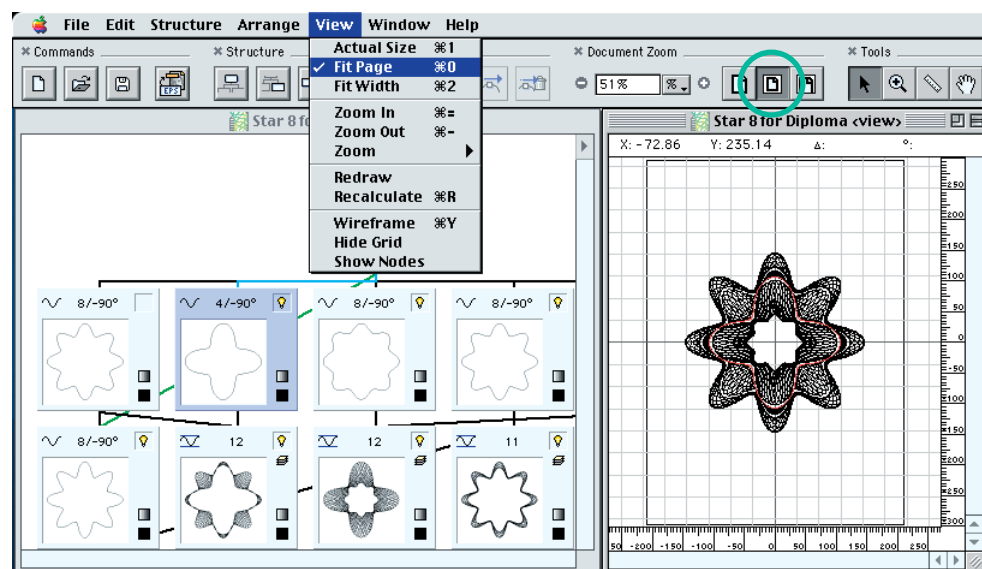 File Edit Structure Arrange View Window Help
Commands
Structure
Document Zoom
Tools
EPS
51%
%
Actual Size ⌘1
✓ Fit Page ⌘0
Fit Width ⌘2
Zoom In ⌘=
Zoom Out ⌘-
Zoom
Redraw
Recalculate ⌘R
Wireframe ⌘Y
Hide Grid
Show Nodes
Star 8 fo
Star 8 for Diploma <view>
X: -72.86 Y: 235.14 Δ: °:
8/-90° 4/-90° 8/-90° 8/-90°
8/-90° 12 12 11
250
200
150
100
50
0
-50
100
150
200
250
300
50 -200 -150 -100 -50 0 50 100 150 200 250